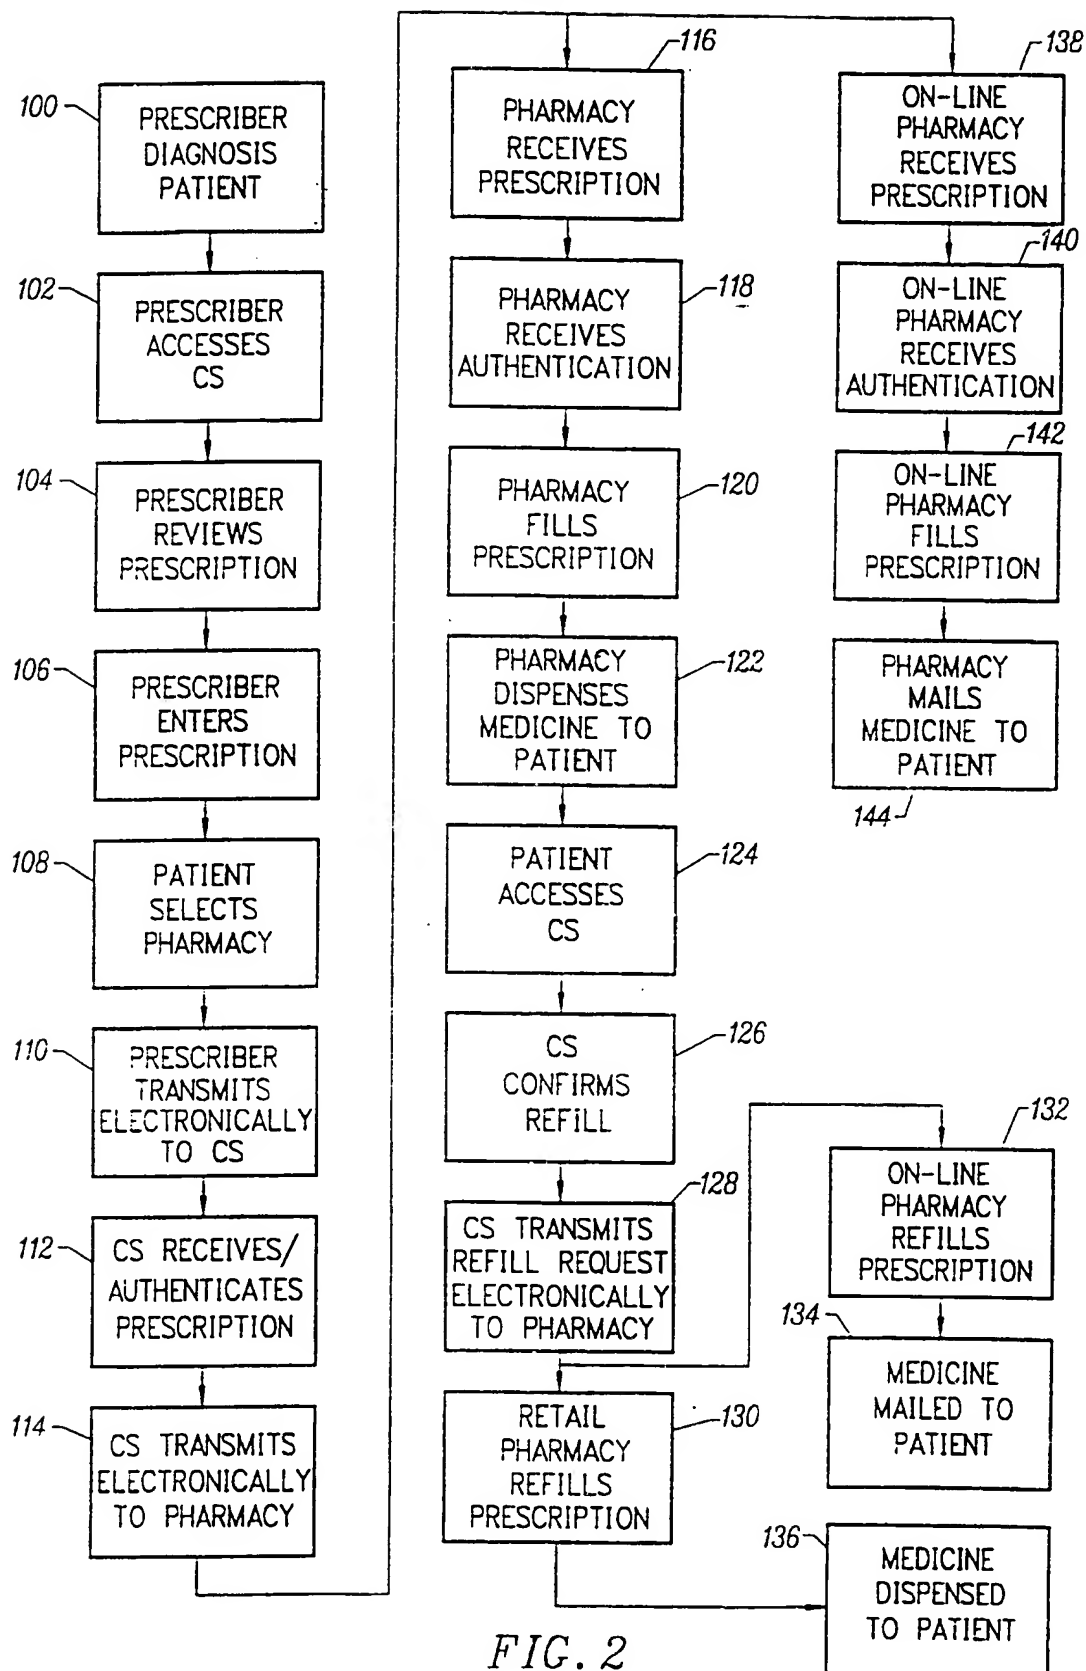 100
PRESCRIBER
DIAGNOSIS
PATIENT
102
PRESCRIBER
ACCESSES
CS
104
PRESCRIBER
REVIEWS
PRESCRIPTION
106
PRESCRIBER
ENTERS
PRESCRIPTION
108
PATIENT
SELECTS
PHARMACY
110
PRESCRIBER
TRANSMITS
ELECTRONICALLY
TO CS
112
CS RECEIVES/
AUTHENTICATES
PRESCRIPTION
114
CS TRANSMITS
ELECTRONICALLY
TO PHARMACY
116
PHARMACY
RECEIVES
PRESCRIPTION
118
PHARMACY
RECEIVES
AUTHENTICATION
120
PHARMACY
FILLS
PRESCRIPTION
122
PHARMACY
DISPENSES
MEDICINE TO
PATIENT
124
PATIENT
ACCESSES
CS
126
CS
CONFIRMS
REFILL
128
CS TRANSMITS
REFILL REQUEST
ELECTRONICALLY
TO PHARMACY
130
RETAIL
PHARMACY
REFILLS
PRESCRIPTION
138
ON-LINE
PHARMACY
RECEIVES
PRESCRIPTION
140
ON-LINE
PHARMACY
RECEIVES
AUTHENTICATION
142
ON-LINE
PHARMACY
FILLS
PRESCRIPTION
PHARMACY
MAILS
MEDICINE TO
PATIENT
144
132
ON-LINE
PHARMACY
REFILLS
PRESCRIPTION
134
MEDICINE
MAILED TO
PATIENT
136
MEDICINE
DISPENSED
TO PATIENT
FIG. 2